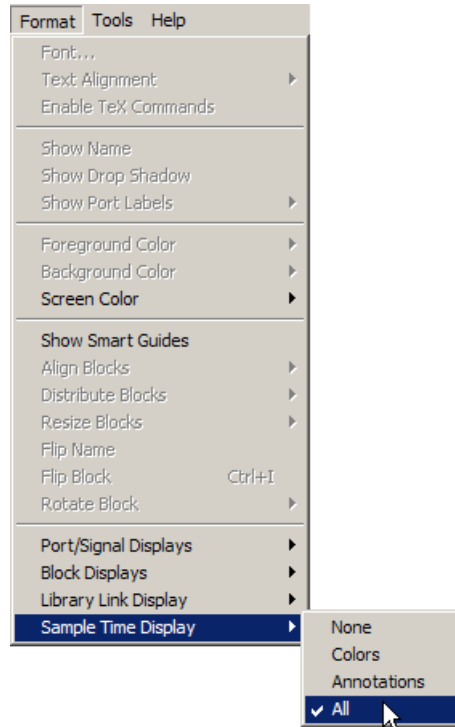 Format Tools Help
Font...
Text Alignment
Enable TeX Commands
Show Name
Show Drop Shadow
Show Port Labels
Foreground Color
Background Color
Screen Color
Show Smart Guides
Align Blocks
Distribute Blocks
Resize Blocks
Flip Name
Flip Block Ctrl+I
Rotate Block
Port/Signal Displays
Block Displays
Library Link Display
Sample Time Display
None
Colors
Annotations
All